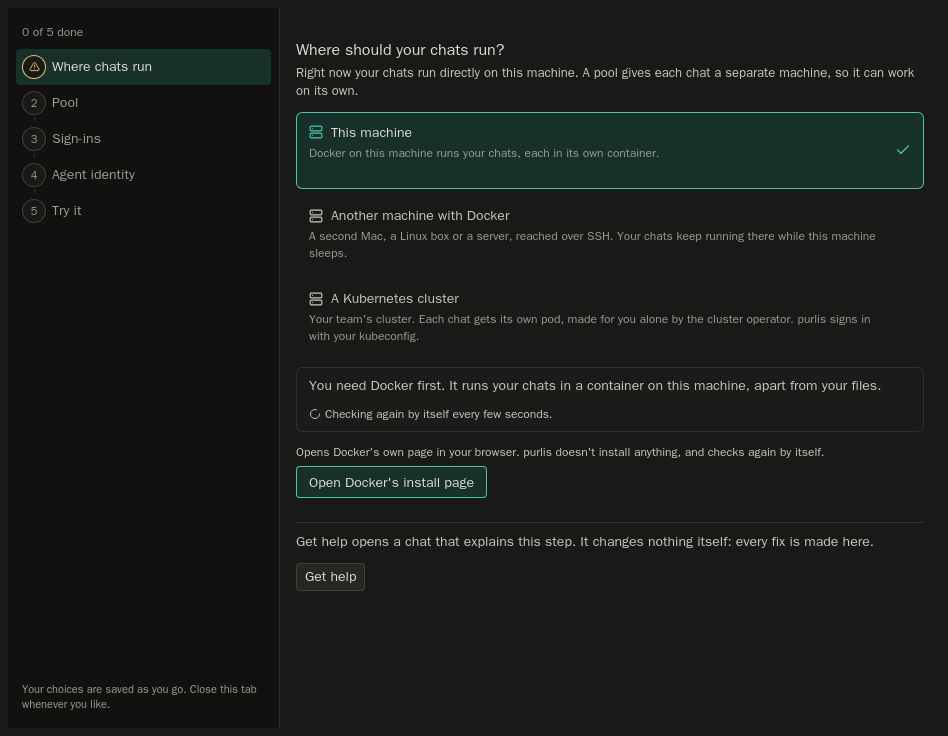 0 of 5 done
Where chats run
2 Pool
3 Sign-ins
4 Agent identity
5 Try it
Your choices are saved as you go. Close this tab
whenever you like.
Where should your chats run?
Right now your chats run directly on this machine. A pool gives each chat a separate machine, so it can work
on its own.
This machine
Docker on this machine runs your chats, each in its own container.
Another machine with Docker
A second Mac, a Linux box or a server, reached over SSH. Your chats keep running there while this machine
sleeps.
A Kubernetes cluster
Your team's cluster. Each chat gets its own pod, made for you alone by the cluster operator. purlis signs in
with your kubeconfig.
You need Docker first. It runs your chats in a container on this machine, apart from your files.
Checking again by itself every few seconds.
Opens Docker's own page in your browser. purlis doesn't install anything, and checks again by itself.
Open Docker's install page
Get help opens a chat that explains this step. It changes nothing itself: every fix is made here.
Get help